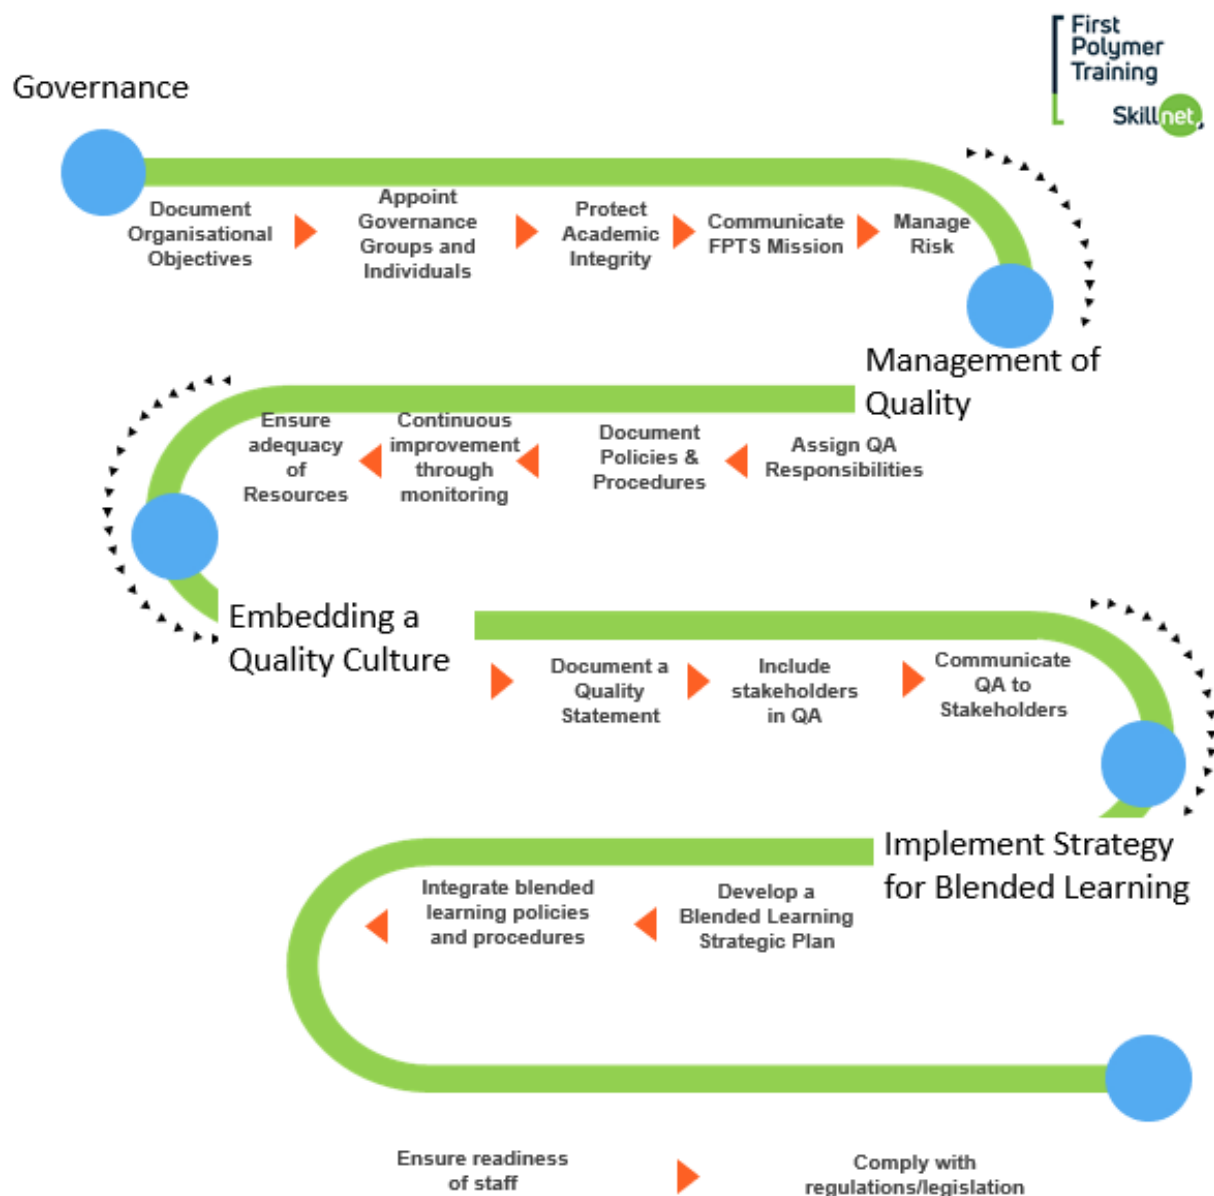 First
Polymer
Training
Skillnet
Governance
Document
Organisational
Objectives
Appoint
Governance
Groups and
Individuals
Protect
Academic
Integrity
Communicate
FPTS Mission
Manage
Risk
Management of
Quality
Assign QA
Responsibilities
Document
Policies &
Procedures
Continuous
improvement
through
monitoring
Ensure
adequacy
of
Resources
Embedding a
Quality Culture
Document a
Quality
Statement
Include
stakeholders
in QA
Communicate
QA to
Stakeholders
Implement Strategy
for Blended Learning
Develop a
Blended Learning
Strategic Plan
Integrate blended
learning policies
and procedures
Ensure readiness
of staff
Comply with
regulations/legislation